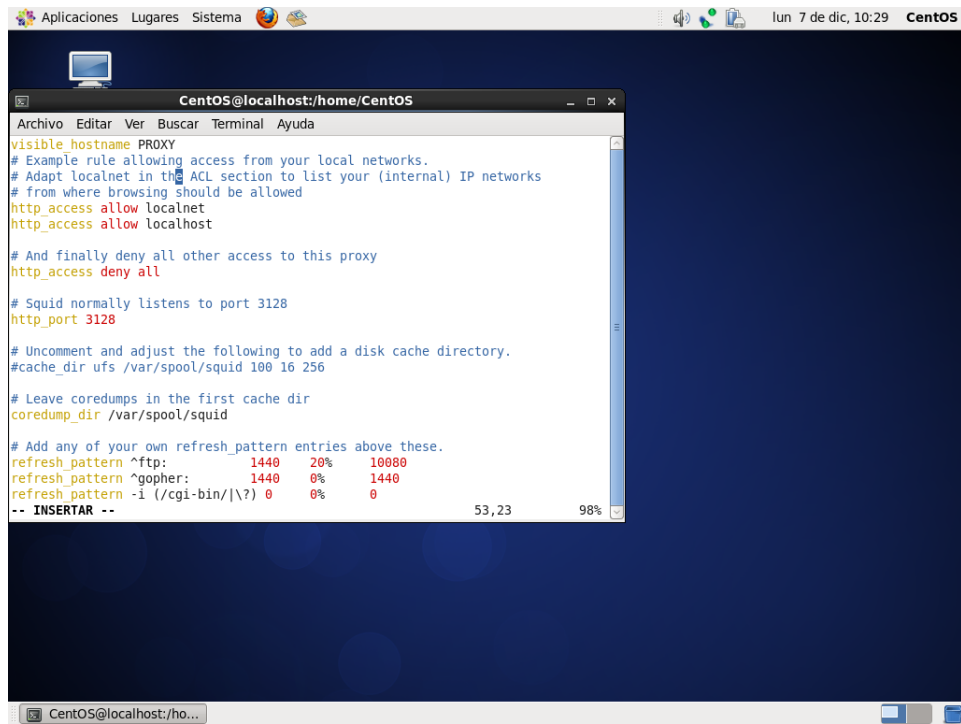 Aplicaciones Lugares Sistema lun 7 de dic, 10:29 CentOS
CentOS@localhost:/home/CentOS
Archivo Editar Ver Buscar Terminal Ayuda
visible_hostname PROXY
# Example rule allowing access from your local networks.
# Adapt localnet in the ACL section to list your (internal) IP networks
# from where browsing should be allowed
http_access allow localnet
http_access allow localhost
# And finally deny all other access to this proxy
http_access deny all
# Squid normally listens to port 3128
http_port 3128
# Uncomment and adjust the following to add a disk cache directory.
#cache_dir ufs /var/spool/squid 100 16 256
# Leave coredumps in the first cache dir
coredump_dir /var/spool/squid
# Add any of your own refresh_pattern entries above these.
refresh_pattern ^ftp: 1440 20% 10080
refresh_pattern ^gopher: 1440 0% 1440
refresh_pattern -i (/cgi-bin/|\?) 0 0% 0
-- INSERTAR -- 53,23 98%
CentOS@localhost:/ho...